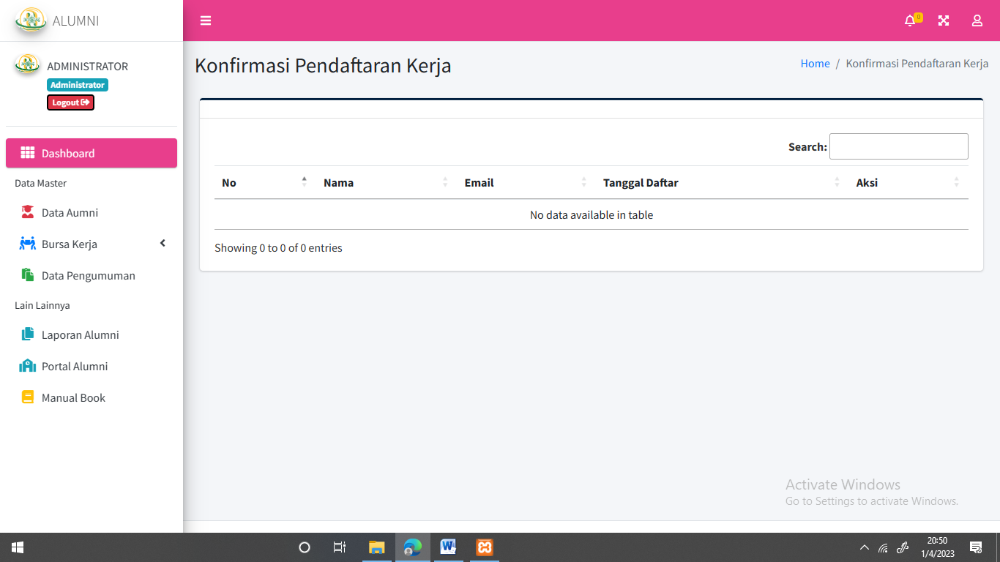 ALUMNI
0
ADMINISTRATOR
Administrator
Logout
Dashboard
Data Master
Data Aumni
Bursa Kerja
Data Pengumuman
Lain Lainnya
Laporan Alumni
Portal Alumni
Manual Book
Konfirmasi Pendaftaran Kerja
Home / Konfirmasi Pendaftaran Kerja
Search:
No Nama Email Tanggal Daftar Aksi
No data available in table
Showing 0 to 0 of 0 entries
Activate Windows
Go to Settings to activate Windows.
20:50
1/4/2023